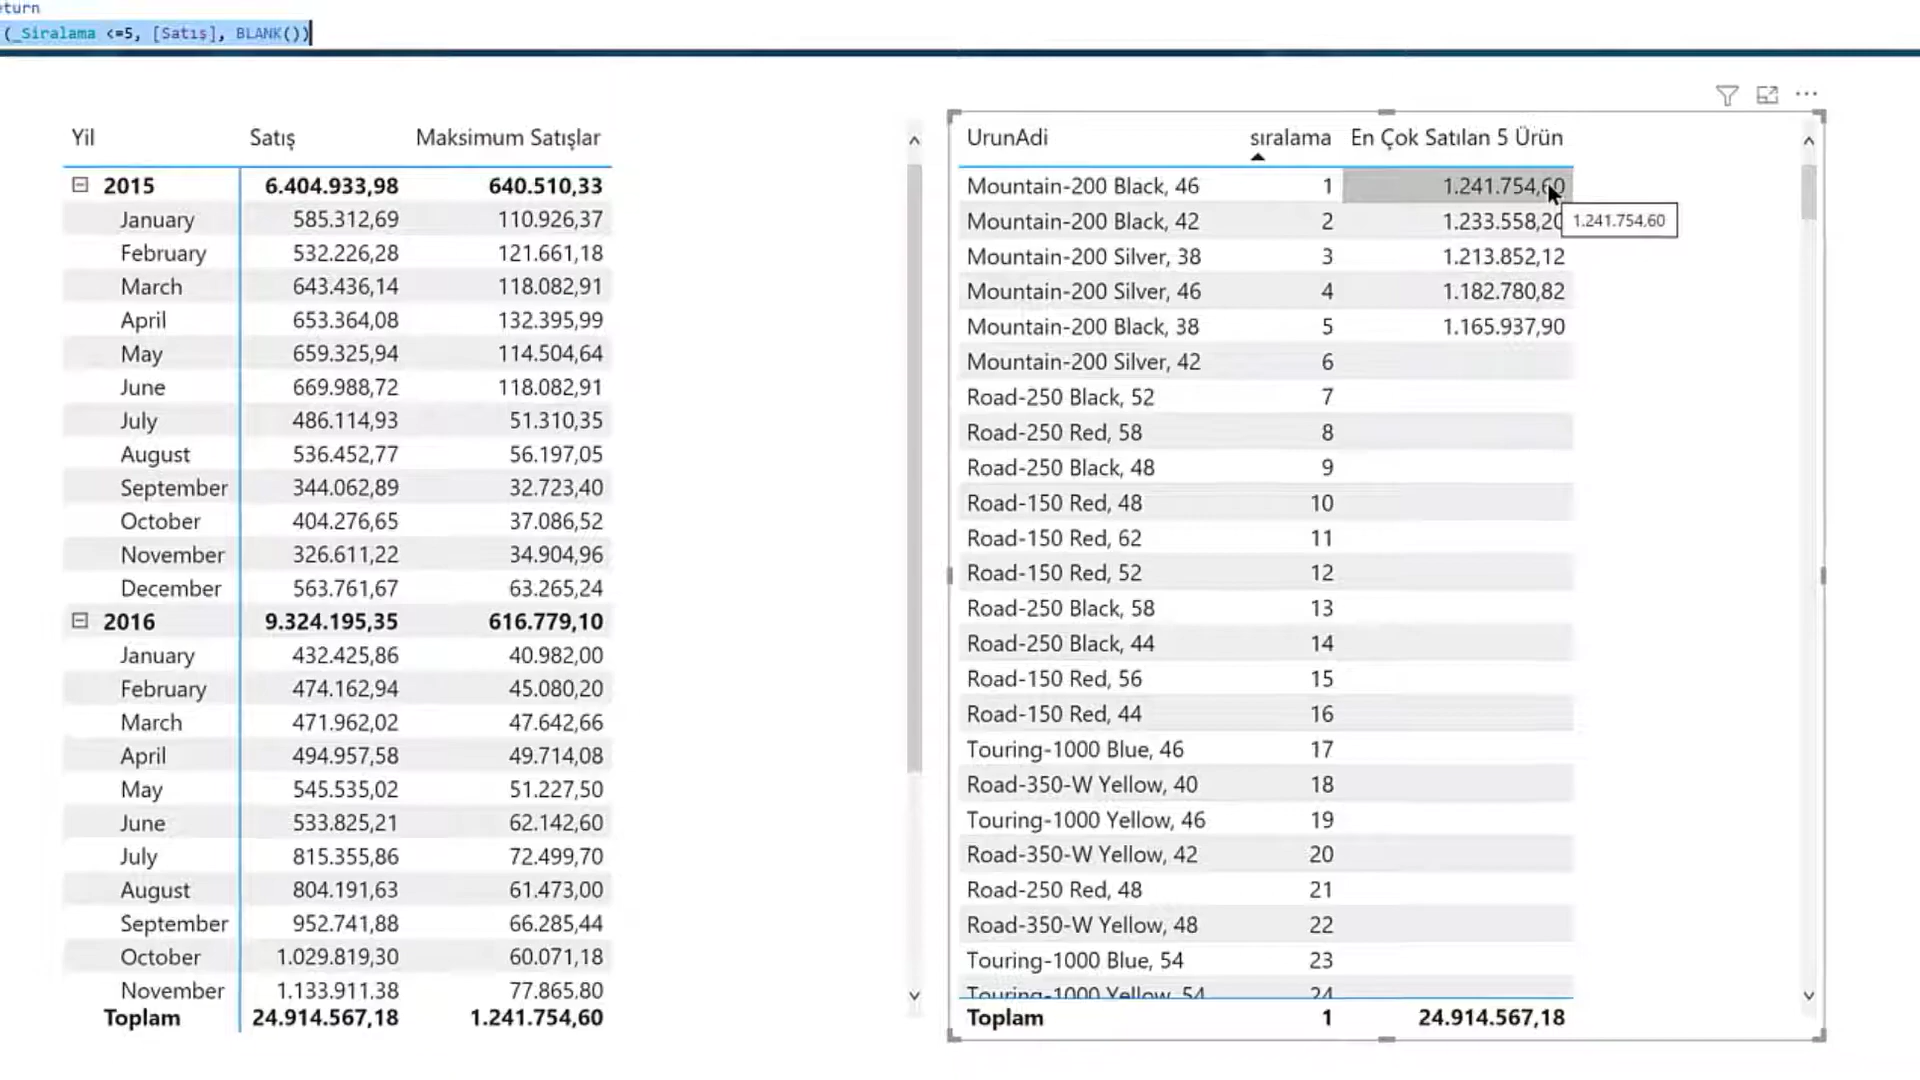 eturn
(_Siralama <=5, [Satış], BLANK())
Yil Satış Maksimum Satışlar
2015 6.404.933,98 640.510,33
January 585.312,69 110.926,37
February 532.226,28 121.661,18
March 643.436,14 118.082,91
April 653.364,08 132.395,99
May 659.325,94 114.504,64
June 669.988,72 118.082,91
July 486.114,93 51.310,35
August 536.452,77 56.197,05
September 344.062,89 32.723,40
October 404.276,65 37.086,52
November 326.611,22 34.904,96
December 563.761,67 63.265,24
2016 9.324.195,35 616.779,10
January 432.425,86 40.982,00
February 474.162,94 45.080,20
March 471.962,02 47.642,66
April 494.957,58 49.714,08
May 545.535,02 51.227,50
June 533.825,21 62.142,60
July 815.355,86 72.499,70
August 804.191,63 61.473,00
September 952.741,88 66.285,44
October 1.029.819,30 60.071,18
November 1.133.911,38 77.865,80
Toplam 24.914.567,18 1.241.754,60
UrunAdi sıralama En Çok Satılan 5 Ürün
Mountain-200 Black, 46 1 1.241.754,60
Mountain-200 Black, 42 2 1.233.558,20
1.241.754,60
Mountain-200 Silver, 38 3 1.213.852,12
Mountain-200 Silver, 46 4 1.182.780,82
Mountain-200 Black, 38 5 1.165.937,90
Mountain-200 Silver, 42 6
Road-250 Black, 52 7
Road-250 Red, 58 8
Road-250 Black, 48 9
Road-150 Red, 48 10
Road-150 Red, 62 11
Road-150 Red, 52 12
Road-250 Black, 58 13
Road-250 Black, 44 14
Road-150 Red, 56 15
Road-150 Red, 44 16
Touring-1000 Blue, 46 17
Road-350-W Yellow, 40 18
Touring-1000 Yellow, 46 19
Road-350-W Yellow, 42 20
Road-250 Red, 48 21
Road-350-W Yellow, 48 22
Touring-1000 Blue, 54 23
Touring-1000 Yellow, 54 24
Toplam 1 24.914.567,18